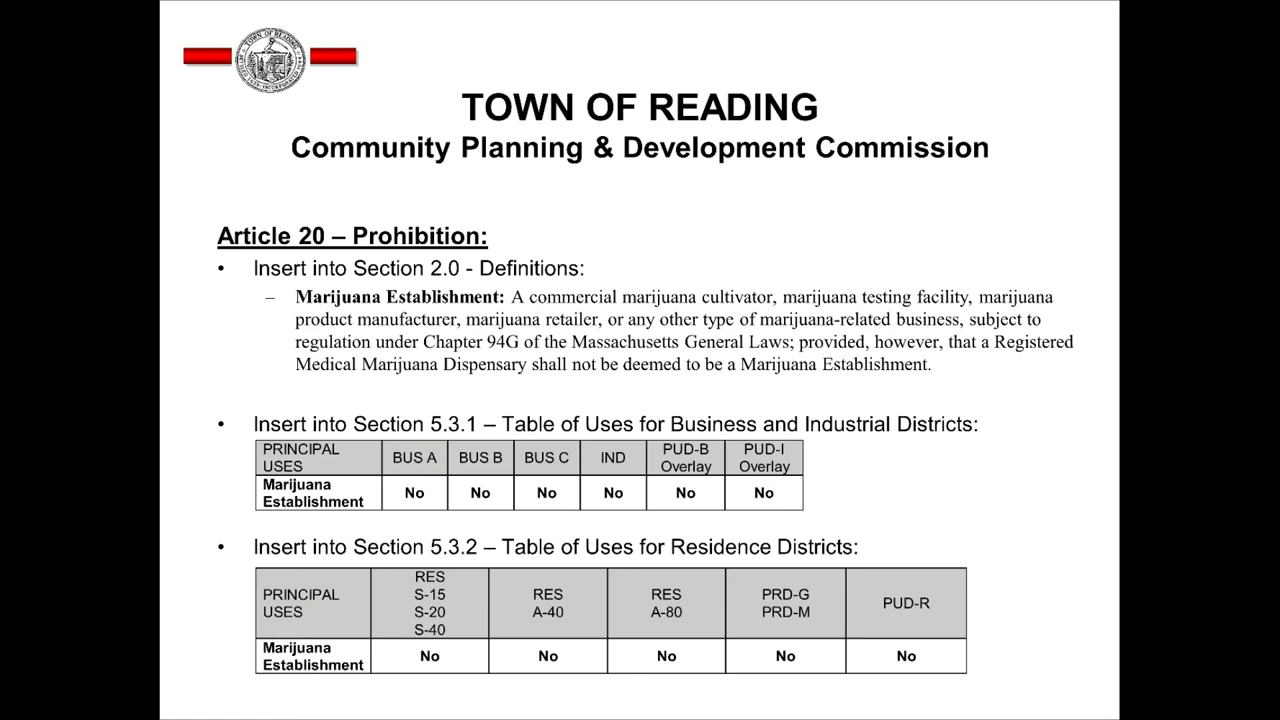 TOWN OF READING
TOWN OF READING
Community Planning & Development Commission
Article 20 – Prohibition:
• Insert into Section 2.0 - Definitions:
– Marijuana Establishment: A commercial marijuana cultivator, marijuana testing facility, marijuana
product manufacturer, marijuana retailer, or any other type of marijuana-related business, subject to
regulation under Chapter 94G of the Massachusetts General Laws; provided, however, that a Registered
Medical Marijuana Dispensary shall not be deemed to be a Marijuana Establishment.
• Insert into Section 5.3.1 – Table of Uses for Business and Industrial Districts:
PRINCIPAL USES BUS A BUS B BUS C IND PUD-B Overlay PUD-I Overlay
Marijuana Establishment No No No No No No
• Insert into Section 5.3.2 – Table of Uses for Residence Districts:
PRINCIPAL USES RES S-15 S-20 S-40 RES A-40 RES A-80 PRD-G PRD-M PUD-R
Marijuana Establishment No No No No No